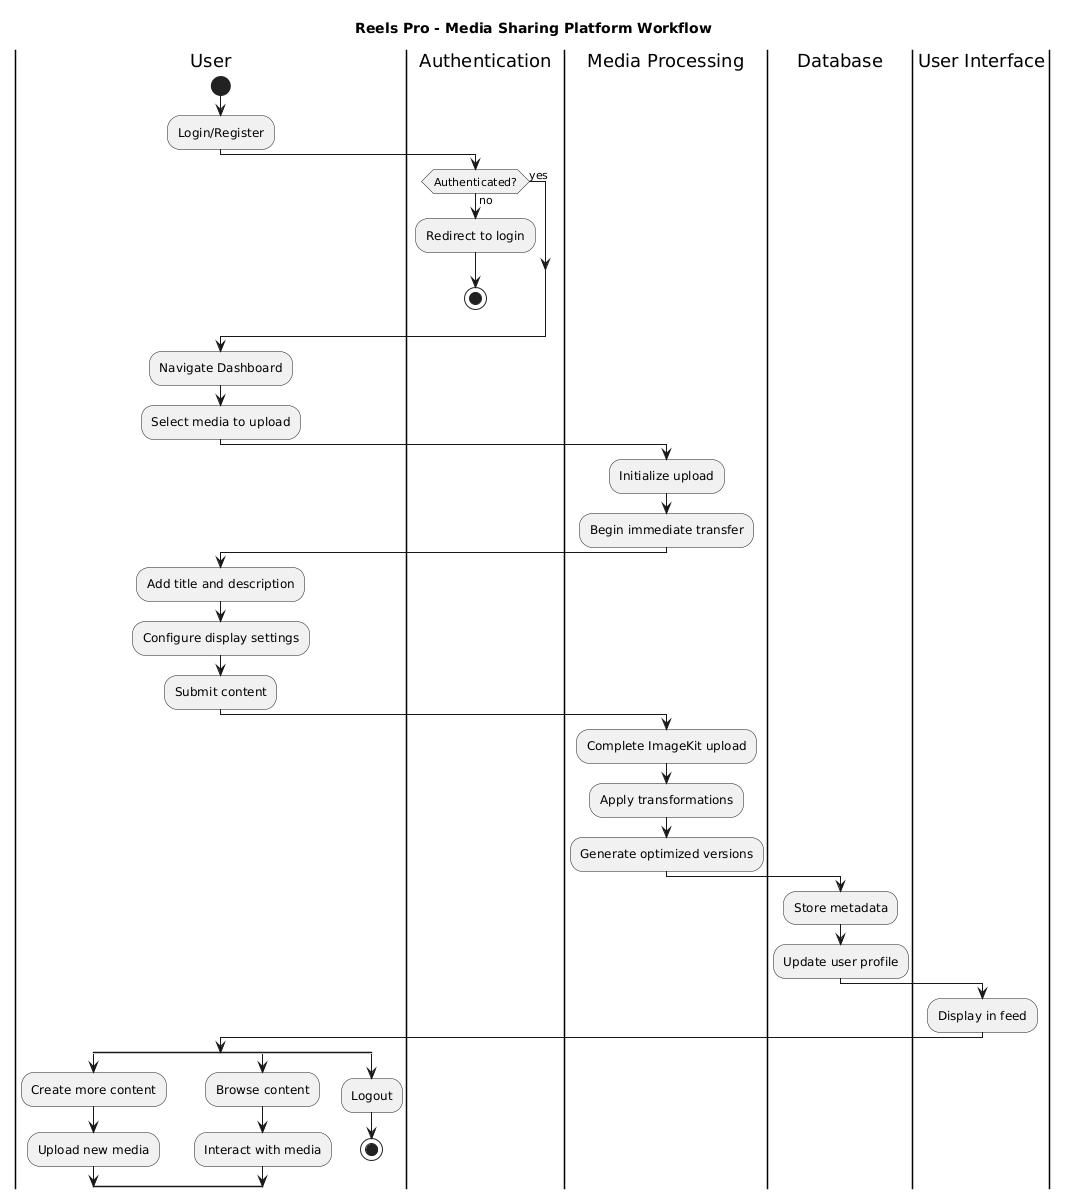 Reels Pro - Media Sharing Platform Workflow
User
Authentication
Media Processing
Database
User Interface
Login/Register
Authenticated?
yes
no
Redirect to login
Navigate Dashboard
Select media to upload
Initialize upload
Begin immediate transfer
Add title and description
Configure display settings
Submit content
Complete ImageKit upload
Apply transformations
Generate optimized versions
Store metadata
Update user profile
Display in feed
Create more content
Browse content
Logout
Upload new media
Interact with media